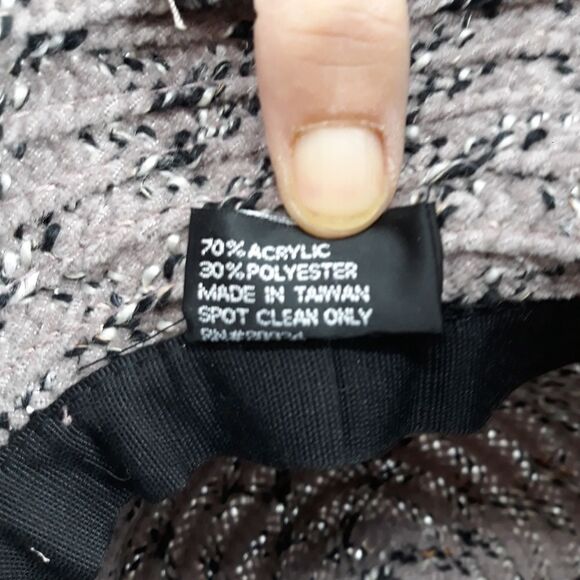 70% ACRYLIC
30% POLYESTER
MADE IN TAIWAN
SPOT CLEAN ONLY